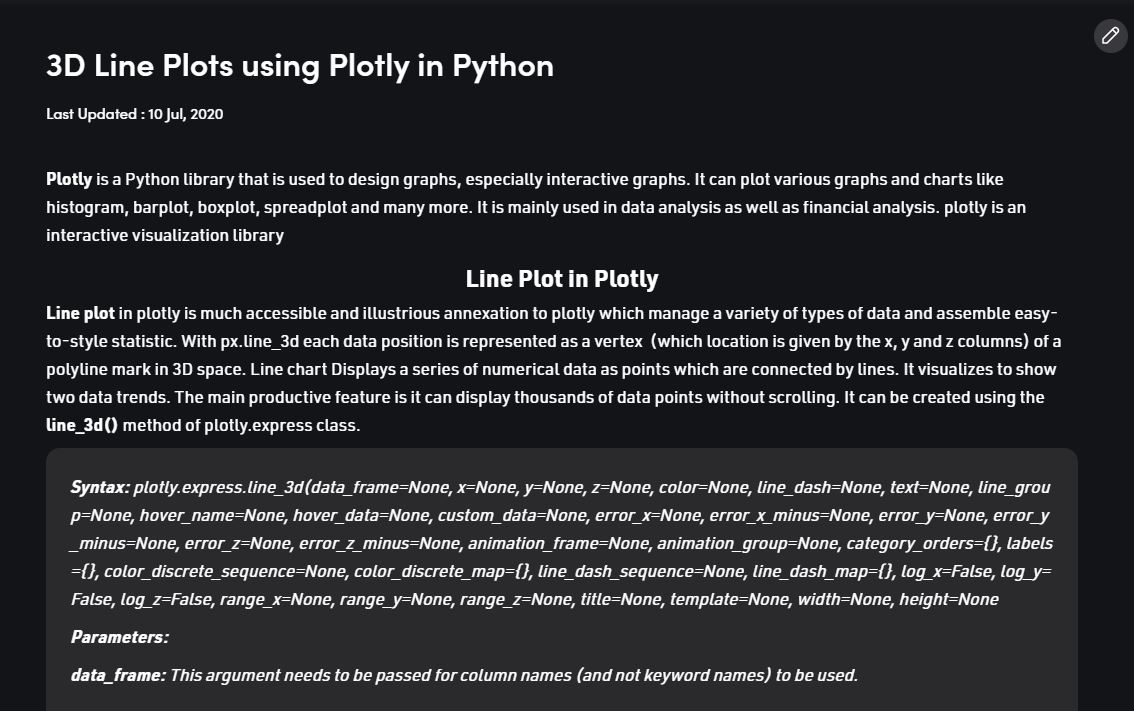 3D Line Plots using Plotly in Python
Last Updated : 10 Jul, 2020
Plotly is a Python library that is used to design graphs, especially interactive graphs. It can plot various graphs and charts like
histogram, barplot, boxplot, spreadplot and many more. It is mainly used in data analysis as well as financial analysis. plotly is an
interactive visualization library
Line Plot in Plotly
Line plot in plotly is much accessible and illustrious annexation to plotly which manage a variety of types of data and assemble easy-
to-style statistic. With px.line_3d each data position is represented as a vertex  (which location is given by the x, y and z columns) of a
polyline mark in 3D space. Line chart Displays a series of numerical data as points which are connected by lines. It visualizes to show
two data trends. The main productive feature is it can display thousands of data points without scrolling. It can be created using the
line_3d() method of plotly.express class.
Syntax: plotly.express.line_3d(data_frame=None, x=None, y=None, z=None, color=None, line_dash=None, text=None, line_grou
p=None, hover_name=None, hover_data=None, custom_data=None, error_x=None, error_x_minus=None, error_y=None, error_y
_minus=None, error_z=None, error_z_minus=None, animation_frame=None, animation_group=None, category_orders={}, labels
={}, color_discrete_sequence=None, color_discrete_map={}, line_dash_sequence=None, line_dash_map={}, log_x=False, log_y=
False, log_z=False, range_x=None, range_y=None, range_z=None, title=None, template=None, width=None, height=None
Parameters:
data_frame: This argument needs to be passed for column names (and not keyword names) to be used.